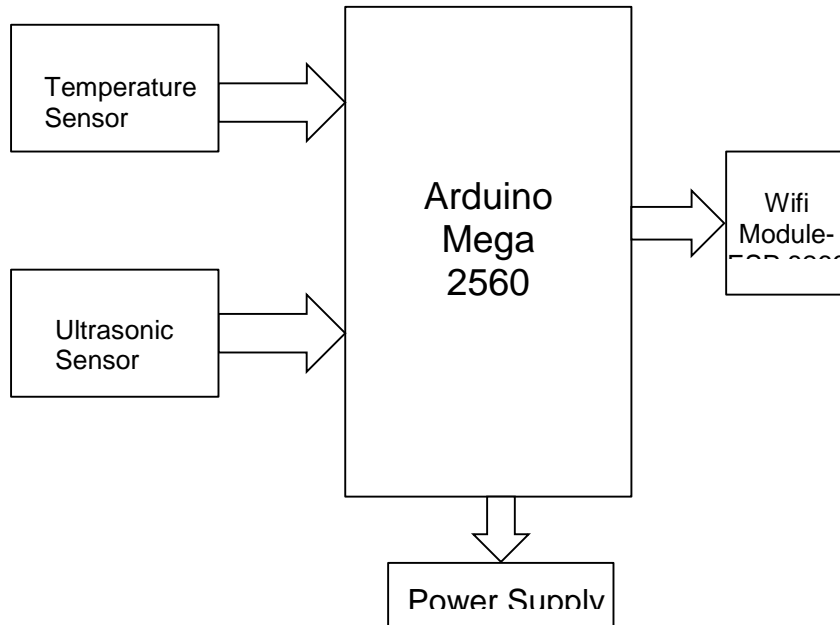 Temperature
Sensor
Arduino
Mega
2560
Wifi
Module-
Ultrasonic
Sensor
Power Supply